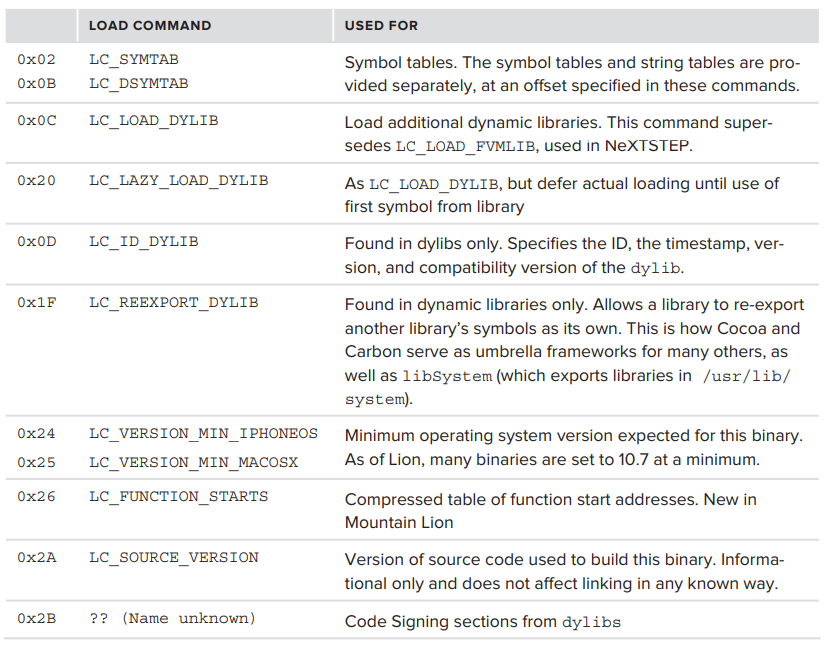 LOAD COMMAND USED FOR
0x02 LC_SYMTAB Symbol tables. The symbol tables and string tables are pro-
0x0B LC_DSYMTAB vided separately, at an offset specified in these commands.
0x0C LC_LOAD_DYLIB Load additional dynamic libraries. This command super-
sedes LC_LOAD_FVMLIB, used in NeXTSTEP.
0x20 LC_LAZY_LOAD_DYLIB As LC_LOAD_DYLIB, but defer actual loading until use of
first symbol from library
0x0D LC_ID_DYLIB Found in dylibs only. Specifies the ID, the timestamp, ver-
sion, and compatibility version of the dylib.
0x1F LC_REEXPORT_DYLIB Found in dynamic libraries only. Allows a library to re-export
another library's symbols as its own. This is how Cocoa and
Carbon serve as umbrella frameworks for many others, as
well as libSystem (which exports libraries in /usr/lib/
system).
0x24 LC_VERSION_MIN_IPHONEOS Minimum operating system version expected for this binary.
0x25 LC_VERSION_MIN_MACOSX As of Lion, many binaries are set to 10.7 at a minimum.
0x26 LC_FUNCTION_STARTS Compressed table of function start addresses. New in
Mountain Lion
0x2A LC_SOURCE_VERSION Version of source code used to build this binary. Informa-
tional only and does not affect linking in any known way.
0x2B ?? (Name unknown) Code Signing sections from dylibs